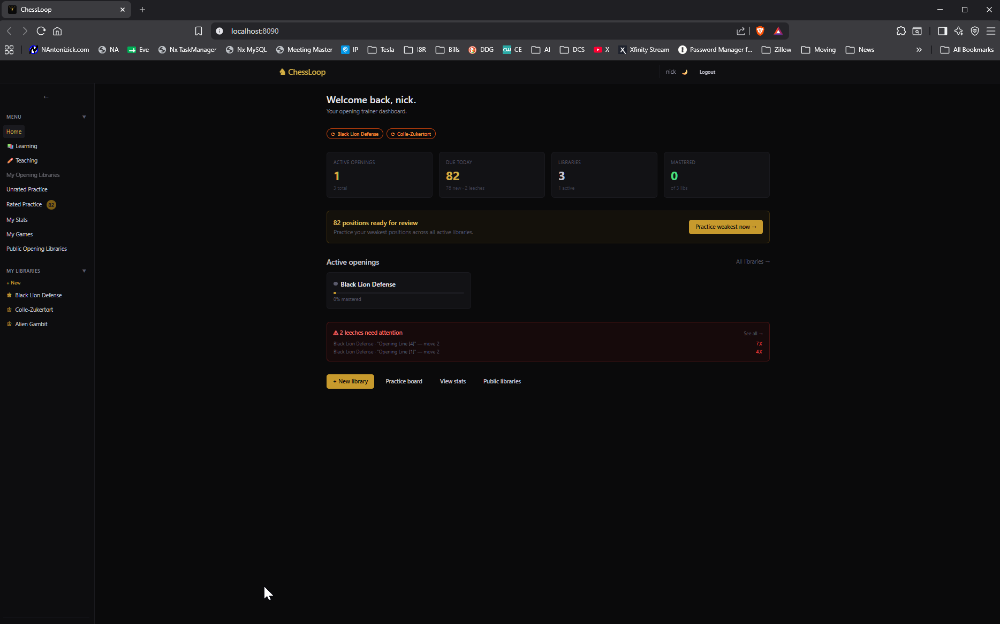 ChessLoop
localhost:8090
NAntonizick.com NA Eve Nx TaskManager Nx MySQL Meeting Master IP Tesla I8R Bills DDG CE AI DCS X Xfinity Stream Password Manager f... Zillow Moving News » All Bookmarks
ChessLoop
nick Logout
←
MENU
Home
Learning
Teaching
My Opening Libraries
Unrated Practice
Rated Practice 82
My Stats
My Games
Public Opening Libraries
MY LIBRARIES
+ New
Black Lion Defense
Colle-Zukertort
Alien Gambit
Welcome back, nick.
Your opening trainer dashboard.
Black Lion Defense Colle-Zukertort
ACTIVE OPENINGS
1
3 total
DUE TODAY
82
76 new · 2 leeches
LIBRARIES
3
1 active
MASTERED
0
of 3 libs
82 positions ready for review
Practice your weakest positions across all active libraries.
Practice weakest now →
Active openings
All libraries →
Black Lion Defense
0% mastered
2 leeches need attention
See all →
Black Lion Defense · "Opening Line [4]" — move 2 7X
Black Lion Defense · "Opening Line [1]" — move 2 4X
+ New library Practice board View stats Public libraries